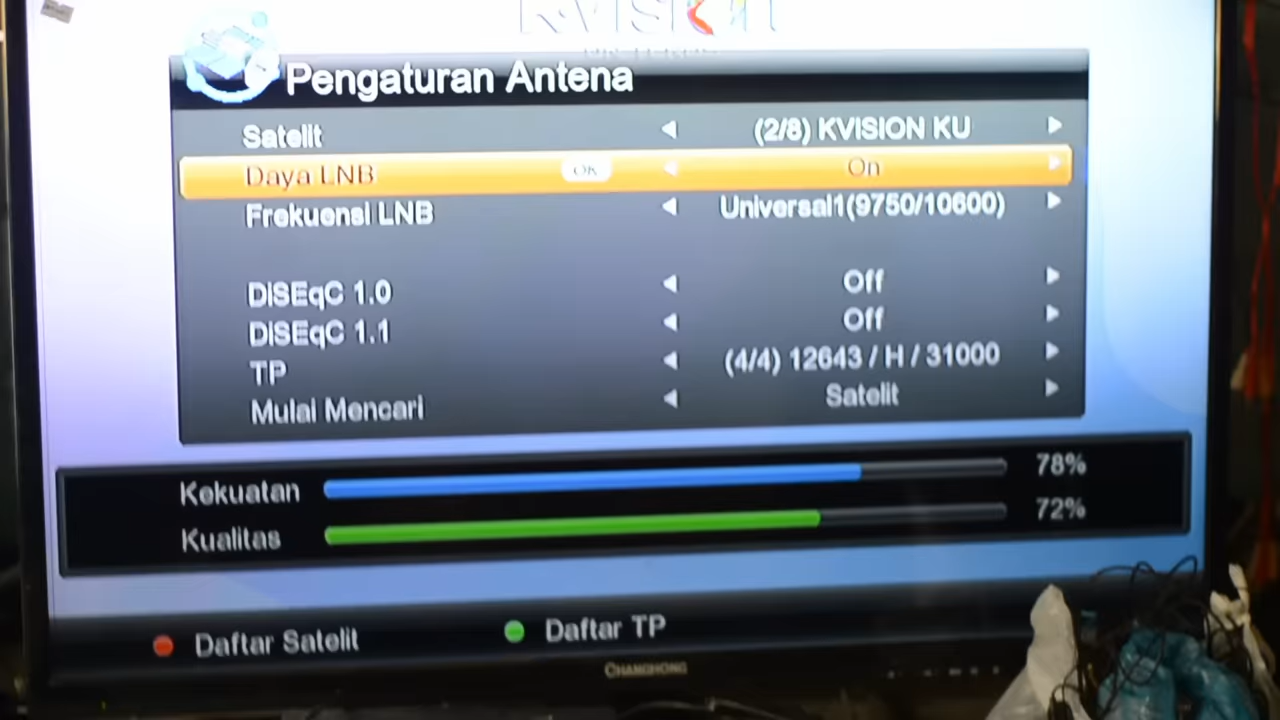 KVISION
Pengaturan Antena
Satelit (2/8) KVISION KU
Daya LNB OK On
Frekuensi LNB Universal1(9750/10600)
DiSEqC 1.0 Off
DiSEqC 1.1 Off
TP (4/4) 12643 / H / 31000
Mulai Mencari Satelit
Kekuatan 78%
Kualitas 72%
Daftar Satelit Daftar TP
CHANGHONG